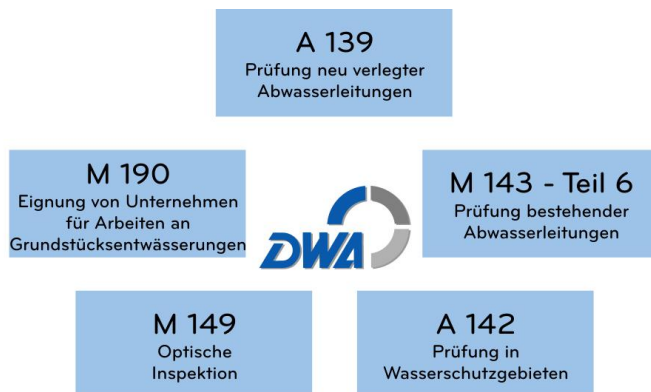 A 139
Prüfung neu verlegter
Abwasserleitungen
M 190
Eignung von Unternehmen
für Arbeiten an
Grundstücksentwässerungen
M 143 - Teil 6
Prüfung bestehender
Abwasserleitungen
DWA
M 149
Optische
Inspektion
A 142
Prüfung in
Wasserschutzgebieten